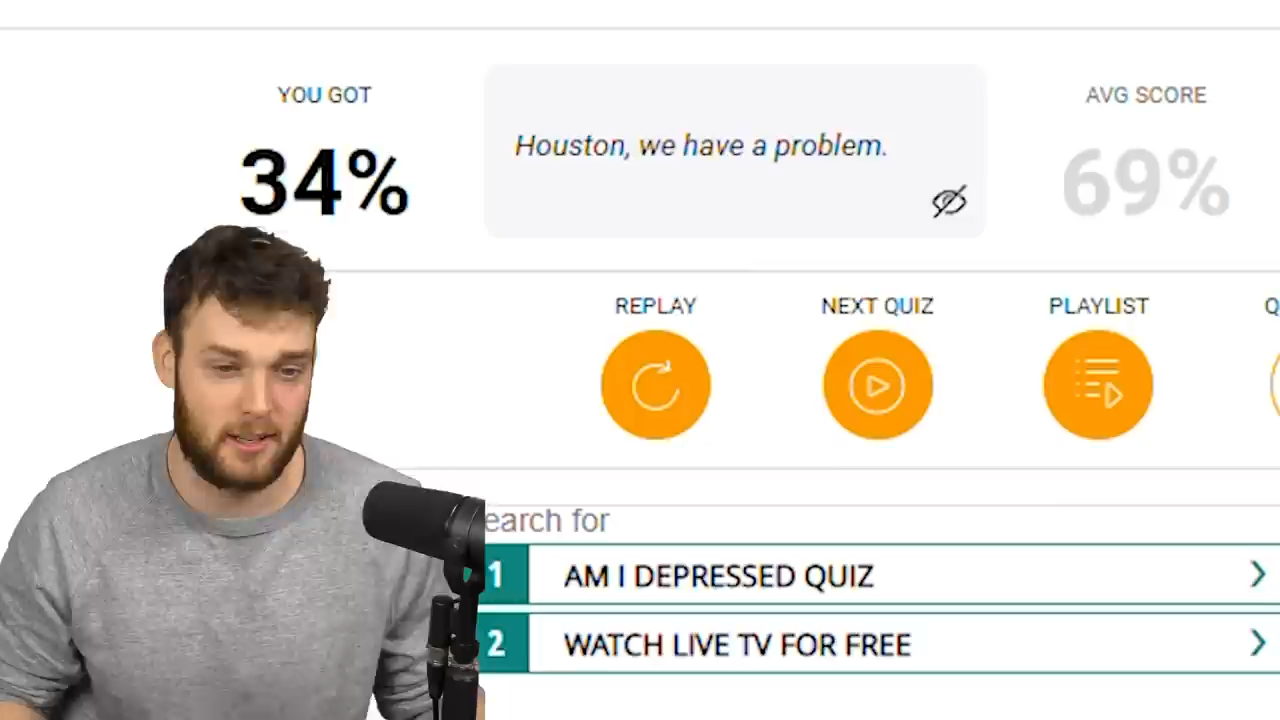 YOU GOT
34%
Houston, we have a problem.
AVG SCORE
69%
REPLAY
NEXT QUIZ
PLAYLIST
Q
earch for
1 AM I DEPRESSED QUIZ
2 WATCH LIVE TV FOR FREE